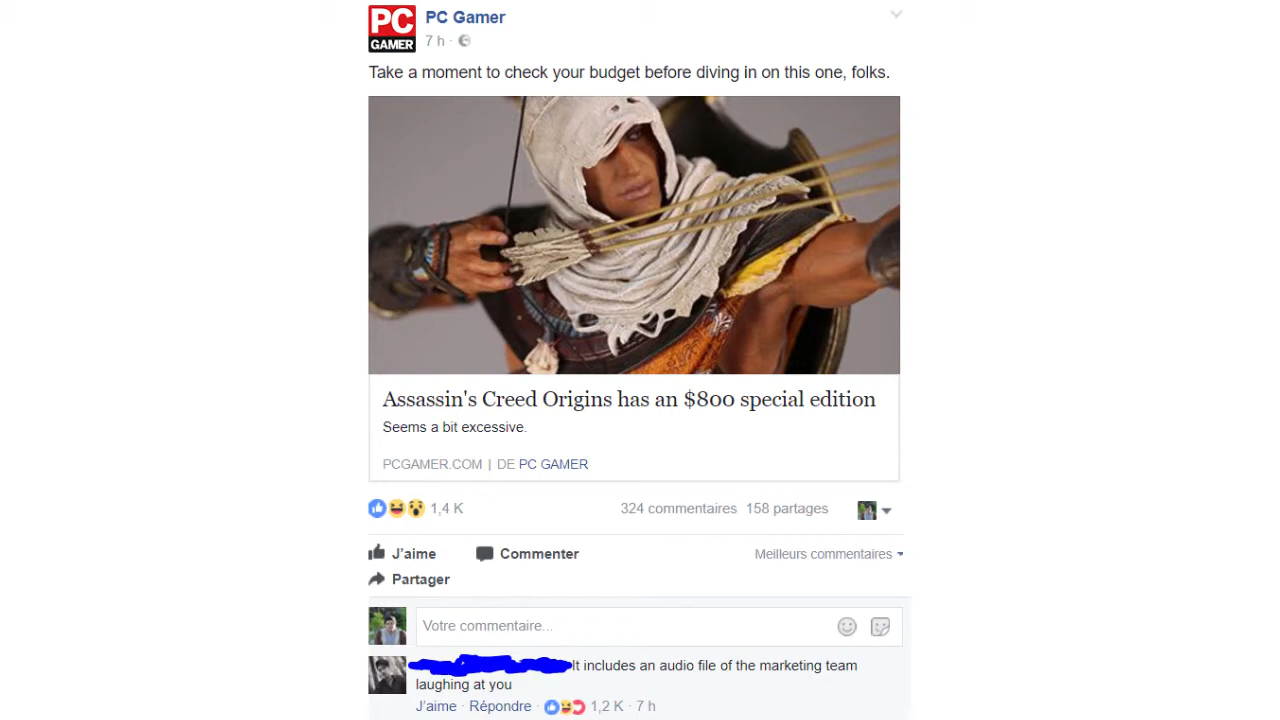 PC
GAMER
PC Gamer
7 h ·
Take a moment to check your budget before diving in on this one, folks.
Assassin's Creed Origins has an $800 special edition
Seems a bit excessive.
PCGAMER.COM | DE PC GAMER
1,4 K 324 commentaires 158 partages
J'aime Commenter Meilleurs commentaires
Partager
Votre commentaire...
It includes an audio file of the marketing team
laughing at you
J'aime · Répondre · 1,2 K · 7 h